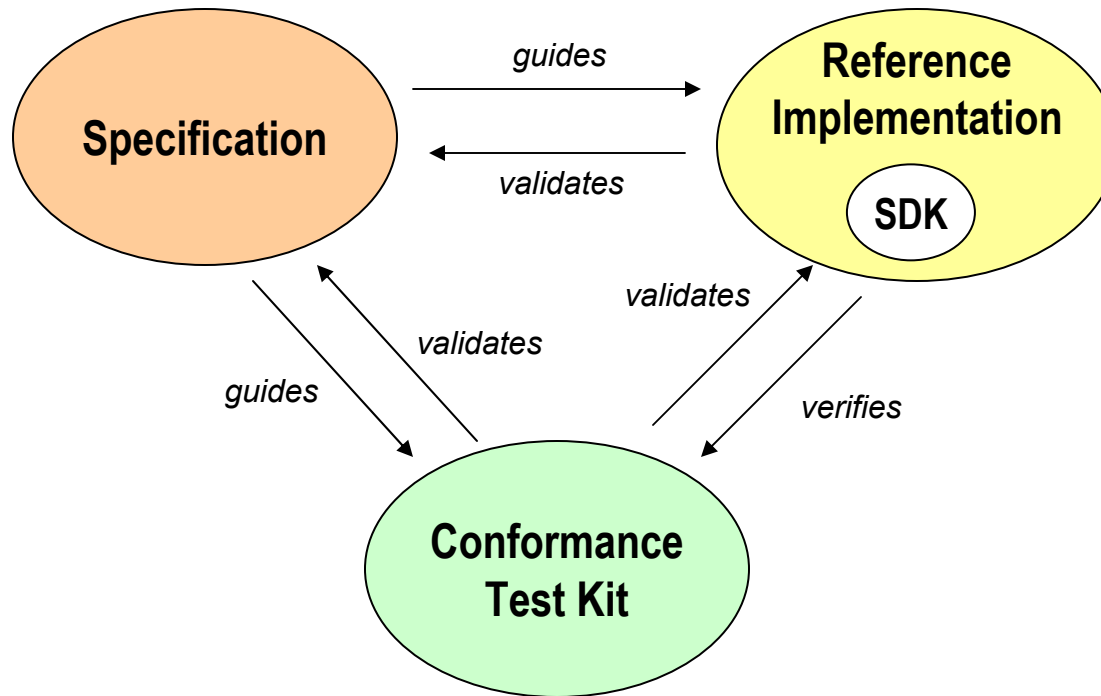 guides
Reference
Implementation
Specification
validates
SDK
validates
validates
guides
verifies
Conformance
Test Kit